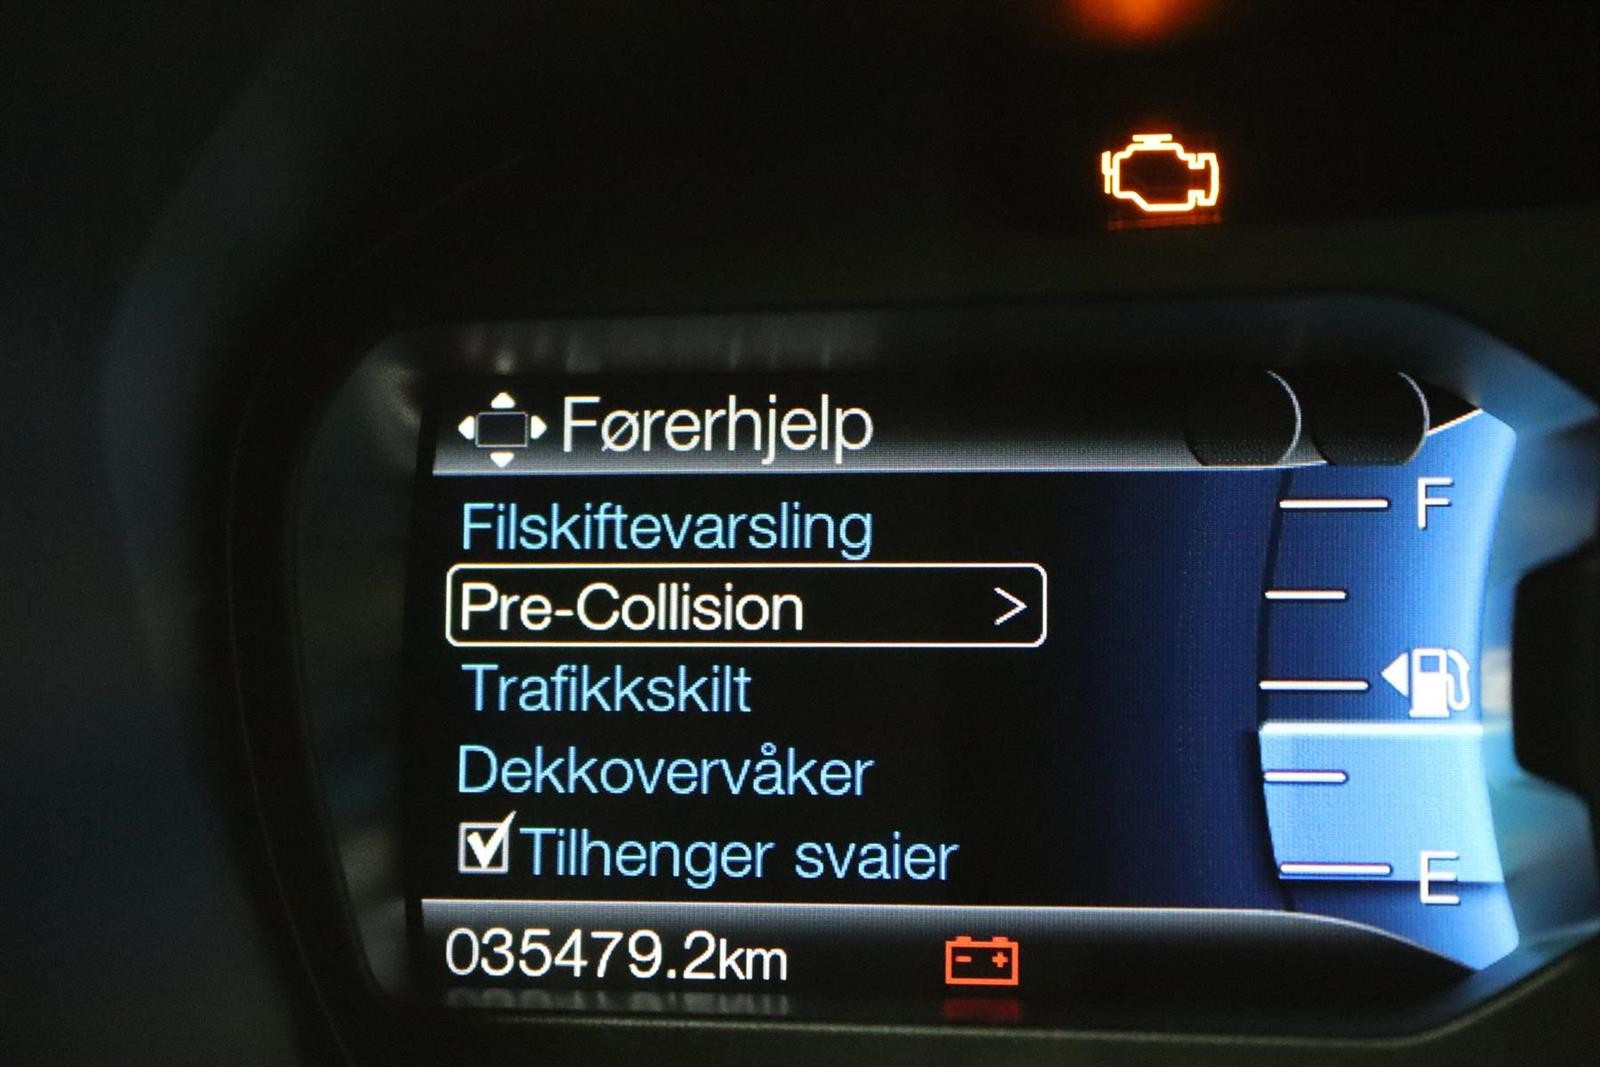 Førerhjelp
Filskiftevarsling
Pre-Collision >
Trafikkskilt
Dekkovervåker
Tilhenger svaier
F
E
035479.2km